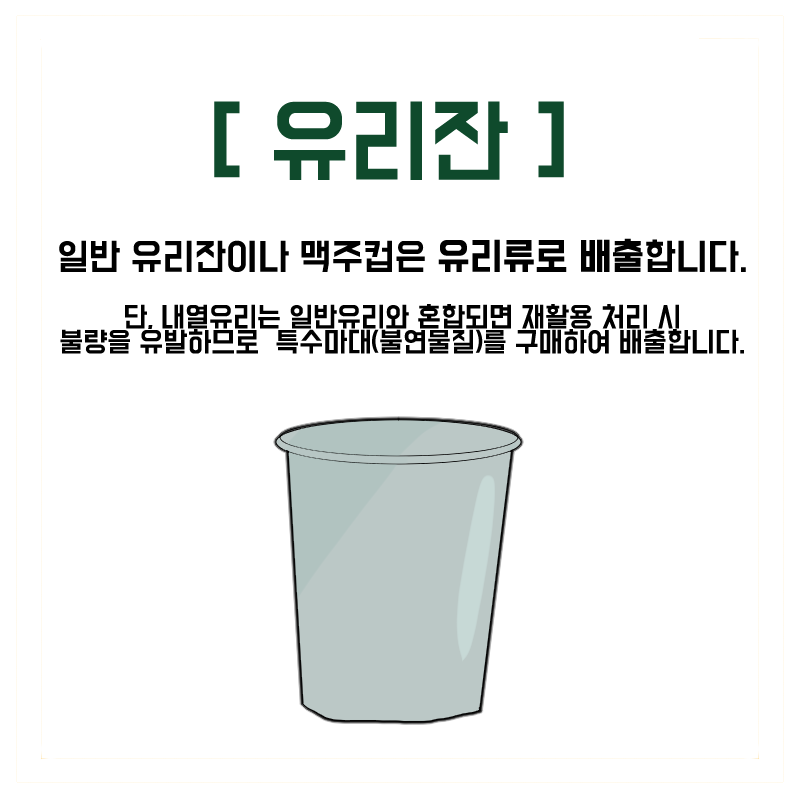 [ 유리잔 ]
일반 유리잔이나 맥주컵은 유리류로 배출합니다.
단, 내열유리는 일반유리와 혼합되면 재활용 처리 시
불량을 유발하므로 특수마대(불연물질)를 구매하여 배출합니다.